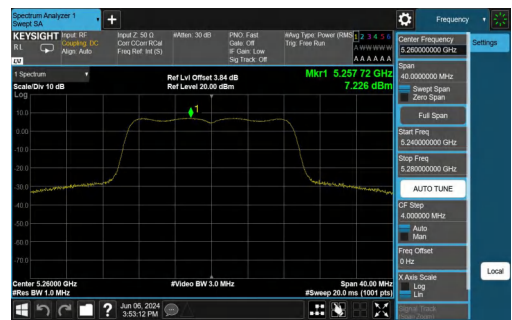 Spectrum Analyzer 1
Swept SA
Frequency
KEYSIGHT
Input: RF
Coupling: DC
Align: Auto
RL
Input Z: 50 Ω
Corr CCorr RCal
Freq Ref: Int (S)
#Atten: 30 dB
PNO: Fast
Gate: Off
IF Gain: Low
Sig Track: Off
#Avg Type: Power (RMS
Trig: Free Run
1 2 3 4 5 6
A W W W W W
A A A A A A
LV
1 Spectrum
Scale/Div 10 dB
Log
Ref Lvl Offset 3.84 dB
Ref Level 20.00 dBm
Mkr1 5.257 72 GHz
7.226 dBm
1
10.0
0.00
-10.0
-20.0
-30.0
-40.0
-50.0
-60.0
-70.0
Center 5.26000 GHz
#Res BW 1.0 MHz
#Video BW 3.0 MHz
Span 40.00 MHz
#Sweep 20.0 ms (1001 pts)
Center Frequency
5.260000000 GHz
Span
40.0000000 MHz
Swept Span
Zero Span
Full Span
Start Freq
5.240000000 GHz
Stop Freq
5.280000000 GHz
AUTO TUNE
CF Step
4.000000 MHz
Auto
Man
Freq Offset
0 Hz
X Axis Scale
Log
Lin
Signal Track
Settings
Local
?
Jun 06, 2024
3:53:12 PM